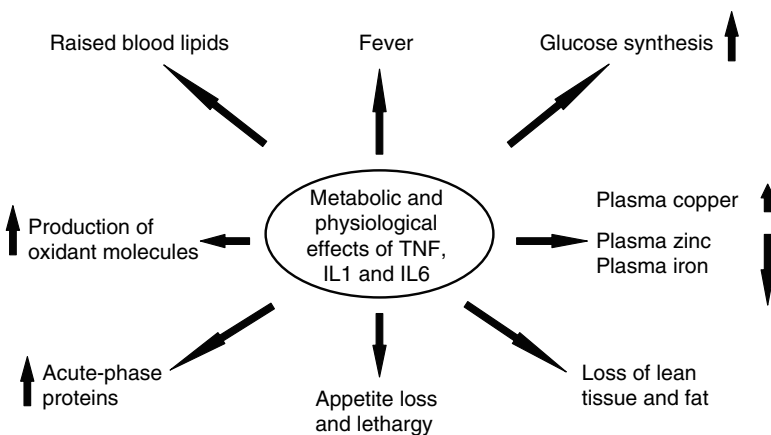 Raised blood lipids
Fever
Glucose synthesis
Metabolic and
physiological
effects of TNF,
IL1 and IL6
Plasma copper
Plasma zinc
Plasma iron
Production of
oxidant molecules
Acute-phase
proteins
Appetite loss
and lethargy
Loss of lean
tissue and fat